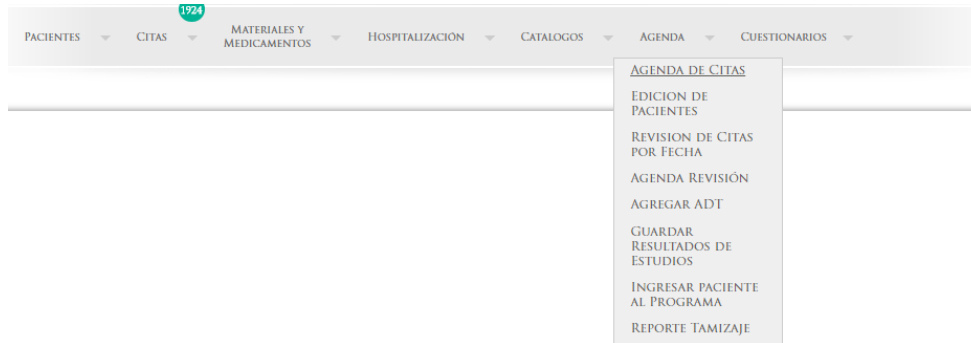 1924
Pacientes Citas Materiales y Medicamentos Hospitalización Catalogos Agenda Cuestionarios
Agenda de Citas
Edicion de
Pacientes
Revision de Citas
por Fecha
Agenda Revisión
Agregar ADT
Guardar
Resultados de
Estudios
Ingresar paciente
al Programa
Reporte Tamizaje